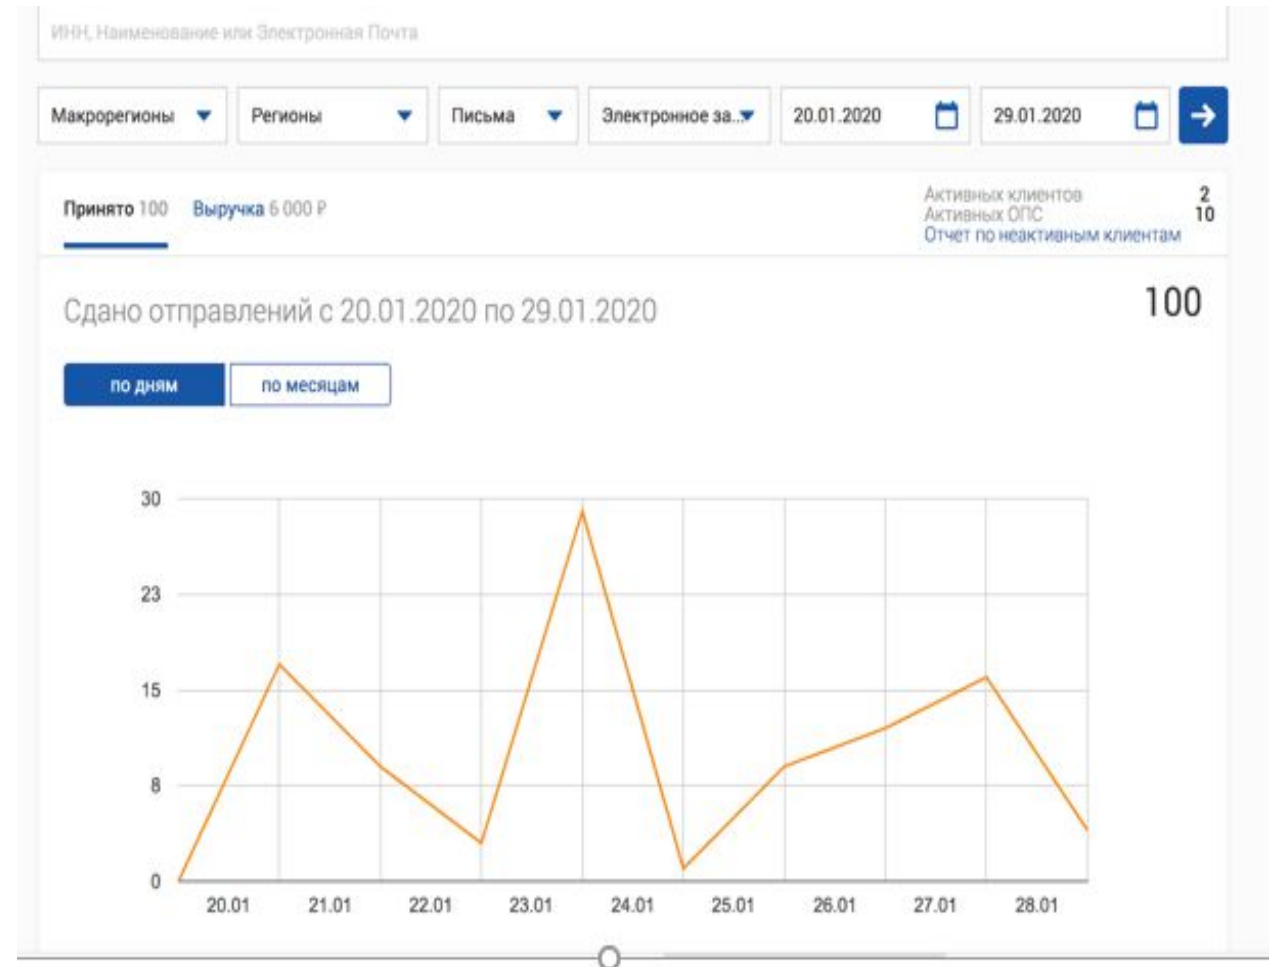 ИНН, Наименование или Электронная Почта
Макрорегионы Регионы Письма Электронное за... 20.01.2020 29.01.2020
Принято 100 Выручка 6 000 ₽
Активных клиентов 2
Активных ОПС 10
Отчет по неактивным клиентам
Сдано отправлений с 20.01.2020 по 29.01.2020 100
по дням по месяцам
30
23
15
8
0
20.01 21.01 22.01 23.01 24.01 25.01 26.01 27.01 28.01